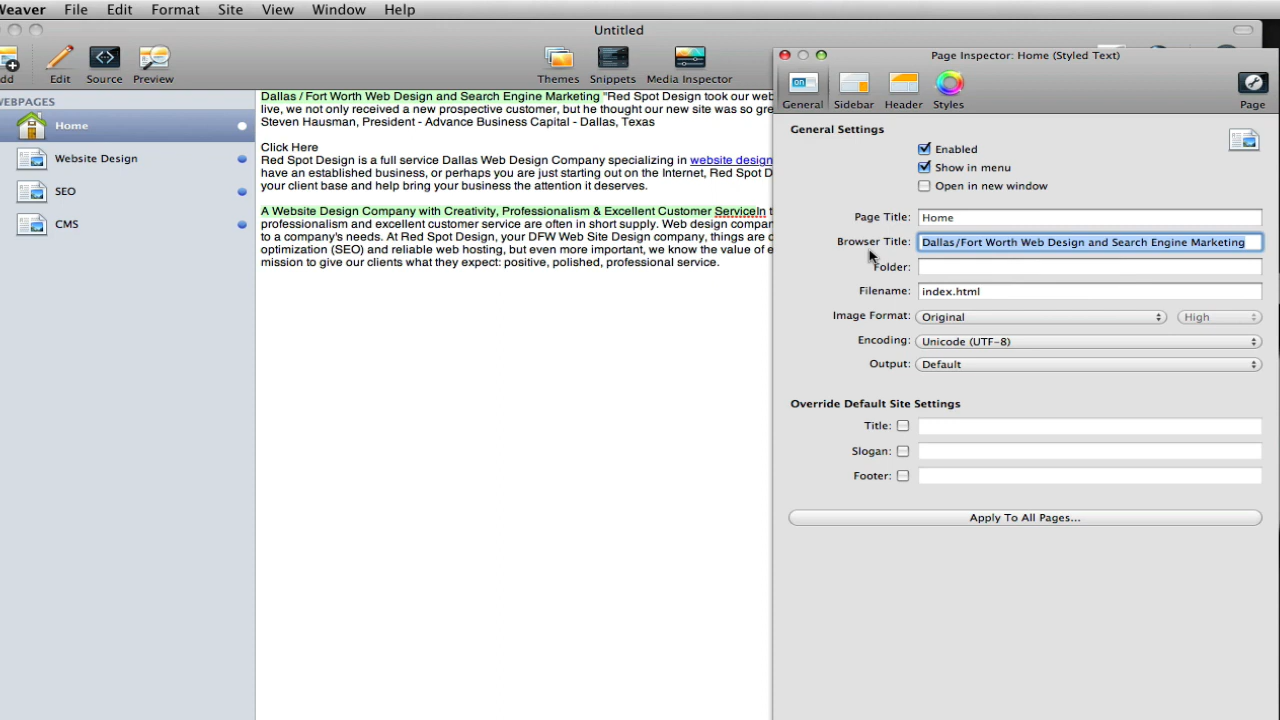 Weaver File Edit Format Site View Window Help
Untitled
Edit Source Preview Themes Snippets Media Inspector
WEBPAGES
Home
Website Design
SEO
CMS
Dallas / Fort Worth Web Design and Search Engine Marketing "Red Spot Design took our web
live, we not only received a new prospective customer, but he thought our new site was so gre
Steven Hausman, President - Advance Business Capital - Dallas, Texas
Click Here
Red Spot Design is a full service Dallas Web Design Company specializing in website design
have an established business, or perhaps you are just starting out on the Internet, Red Spot D
your client base and help bring your business the attention it deserves.
A Website Design Company with Creativity, Professionalism & Excellent Customer ServiceIn t
professionalism and excellent customer service are often in short supply. Web design compan
to a company's needs. At Red Spot Design, your DFW Web Site Design company, things are d
optimization (SEO) and reliable web hosting, but even more important, we know the value of e
mission to give our clients what they expect: positive, polished, professional service.
Page Inspector: Home (Styled Text)
General Sidebar Header Styles Page
General Settings
Enabled
Show in menu
Open in new window
Page Title: Home
Browser Title: Dallas/Fort Worth Web Design and Search Engine Marketing
Folder:
Filename: index.html
Image Format: Original High
Encoding: Unicode (UTF-8)
Output: Default
Override Default Site Settings
Title:
Slogan:
Footer:
Apply To All Pages...